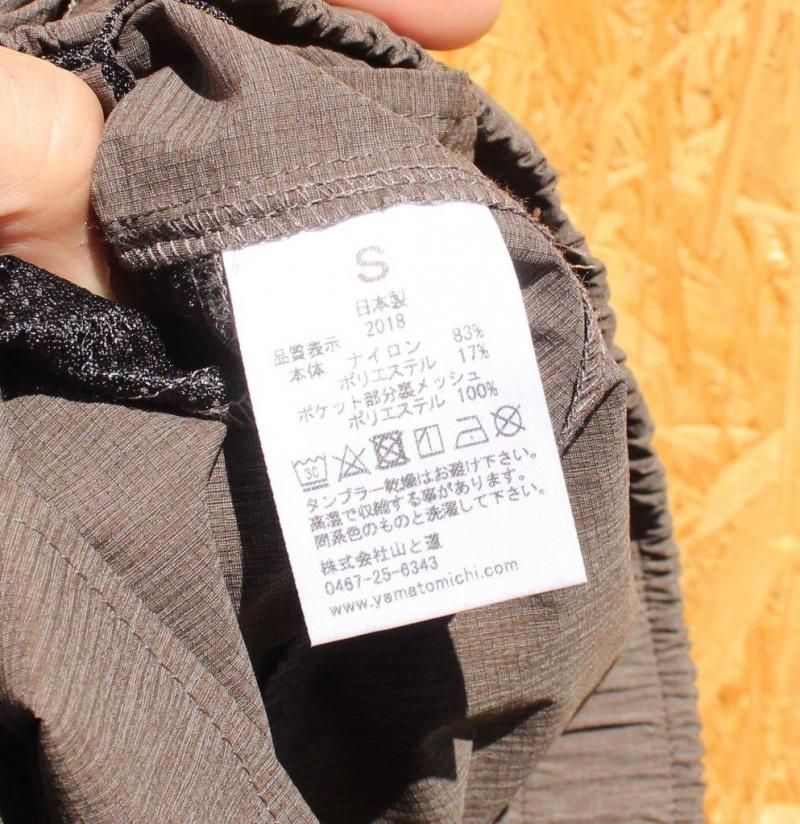 S
日本製
2018
品質表示
本体 ナイロン 83%
ポリエステル 17%
ポケット部分裏メッシュ
ポリエステル 100%
30
タンブラー乾燥はお避け下さい。
高温で収縮する事があります。
同系色のものと洗濯して下さい。
株式会社山と道
0467-25-6343
www.yamatomichi.com